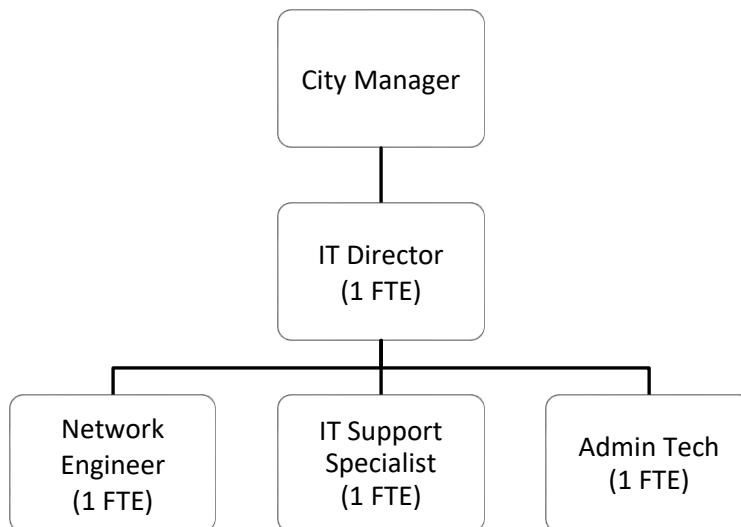 City Manager
IT Director
(1 FTE)
Network
Engineer
(1 FTE)
IT Support
Specialist
(1 FTE)
Admin Tech
(1 FTE)